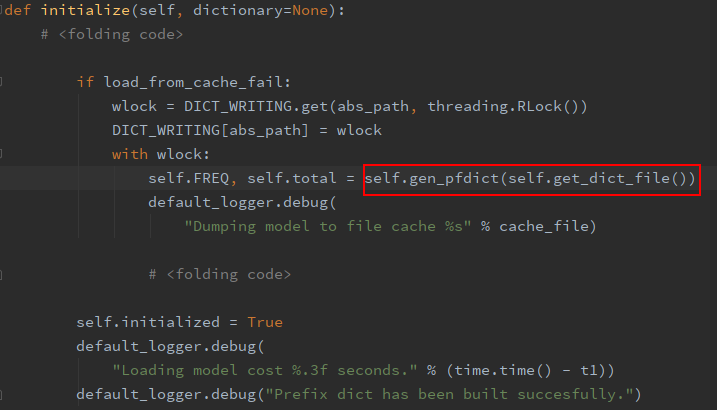 def initialize(self, dictionary=None):
# <folding code>
if load_from_cache_fail:
wlock = DICT_WRITING.get(abs_path, threading.RLock())
DICT_WRITING[abs_path] = wlock
with wlock:
self.FREQ, self.total = self.gen_pfdict(self.get_dict_file())
default_logger.debug(
"Dumping model to file cache %s" % cache_file)
# <folding code>
self.initialized = True
default_logger.debug(
"Loading model cost %.3f seconds." % (time.time() - t1))
default_logger.debug("Prefix dict has been built succesfully.")